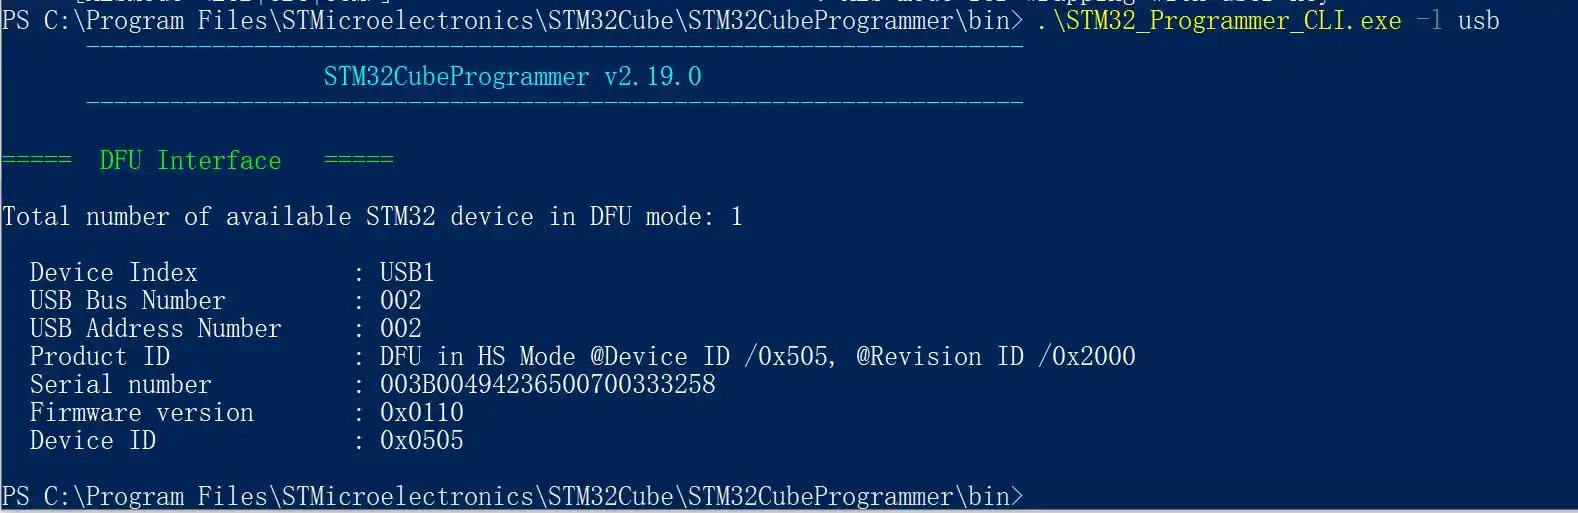 PS C:\Program Files\STMicroelectronics\STM32Cube\STM32CubeProgrammer\bin> .\STM32_Programmer_CLI.exe -l usb
-------------------------------------------------------------------
STM32CubeProgrammer v2.19.0
-------------------------------------------------------------------
===== DFU Interface =====
Total number of available STM32 device in DFU mode: 1
Device Index : USB1
USB Bus Number : 002
USB Address Number : 002
Product ID : DFU in HS Mode @Device ID /0x505, @Revision ID /0x2000
Serial number : 003B00494236500700333258
Firmware version : 0x0110
Device ID : 0x0505
PS C:\Program Files\STMicroelectronics\STM32Cube\STM32CubeProgrammer\bin>